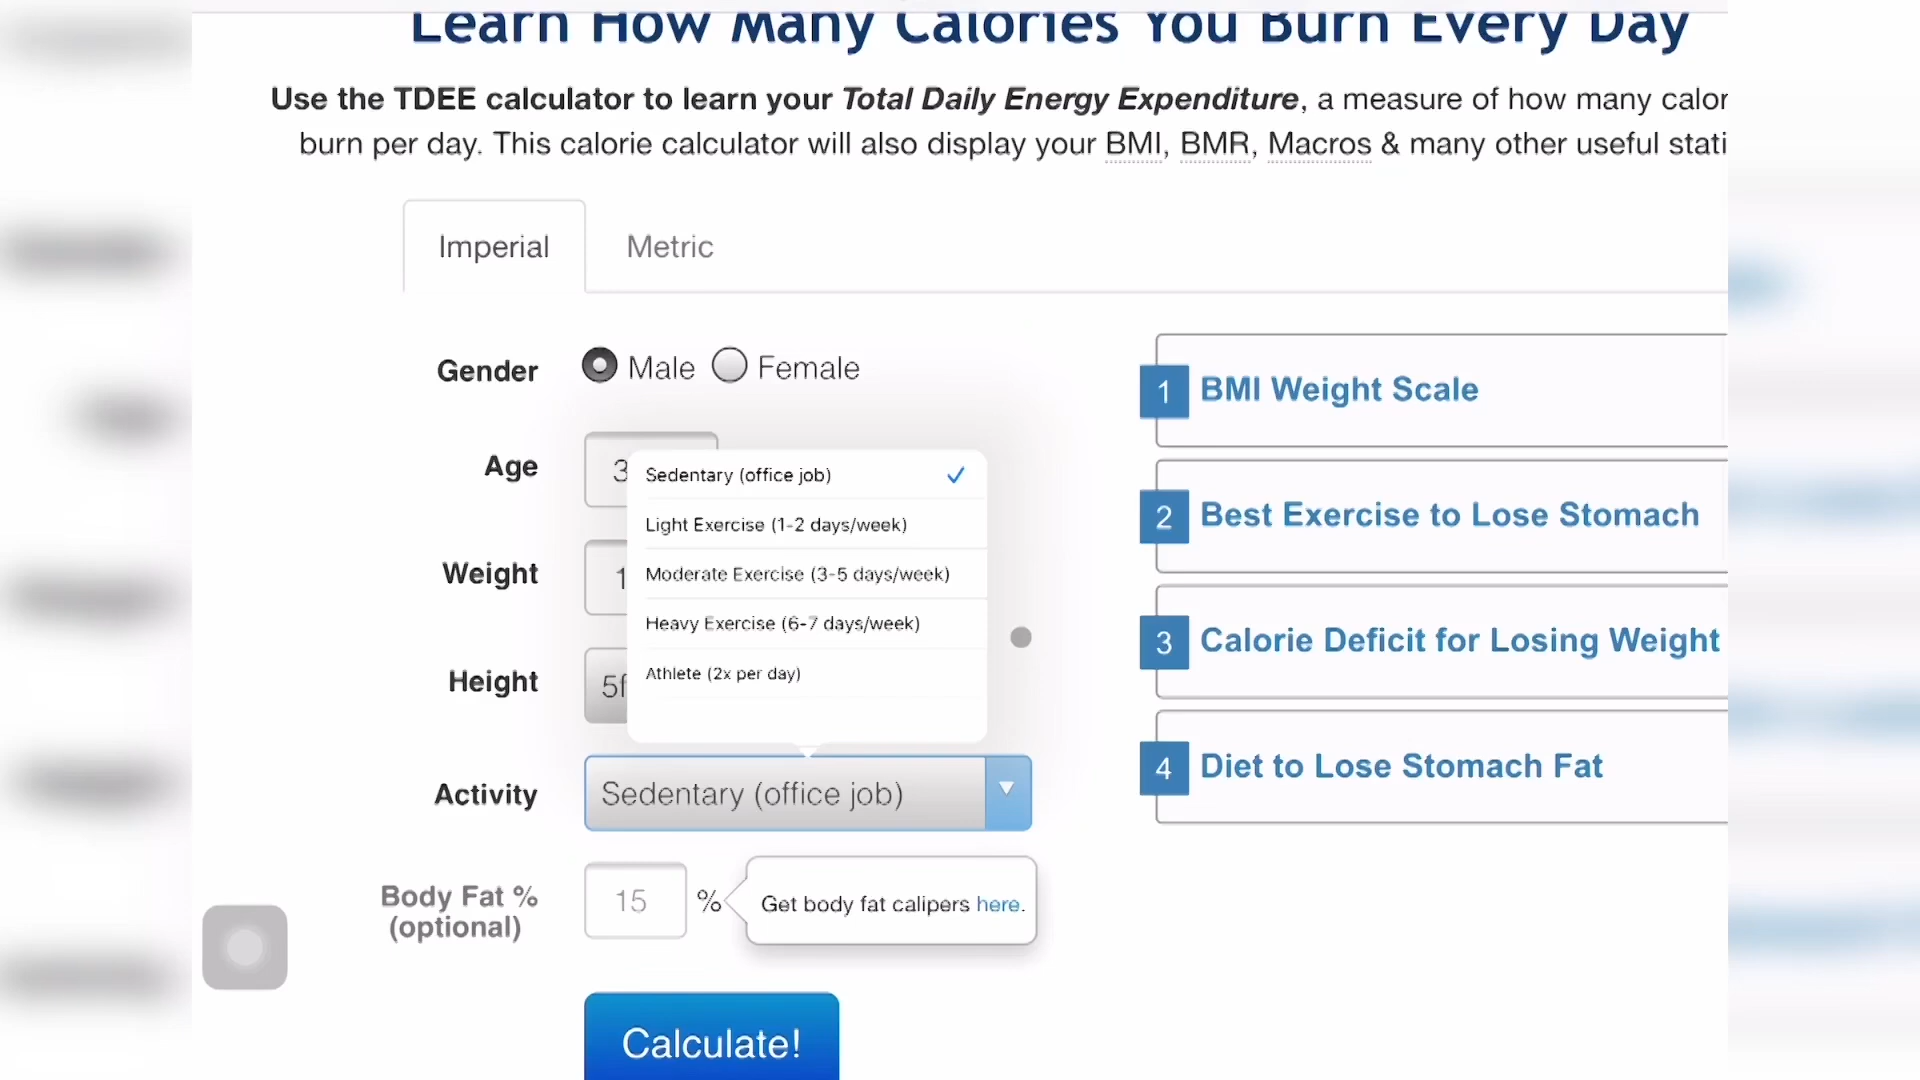 Learn How Many Calories You Burn Every Day
Use the TDEE calculator to learn your Total Daily Energy Expenditure, a measure of how many
burn per day. This calorie calculator will also display your BMI, BMR, Macros & many other useful
Imperial
Metric
Gender
Male
Female
Age
Sedentary (office job)
Light Exercise (1-2 days/week)
Moderate Exercise (3-5 days/week)
Heavy Exercise (6-7 days/week)
Athlete (2x per day)
Weight
Height
Activity
Sedentary (office job)
Body Fat %
(optional)
15
%
Get body fat calipers here.
Calculate!
1 BMI Weight Scale
2 Best Exercise to Lose Stomach
3 Calorie Deficit for Losing Weight
4 Diet to Lose Stomach Fat